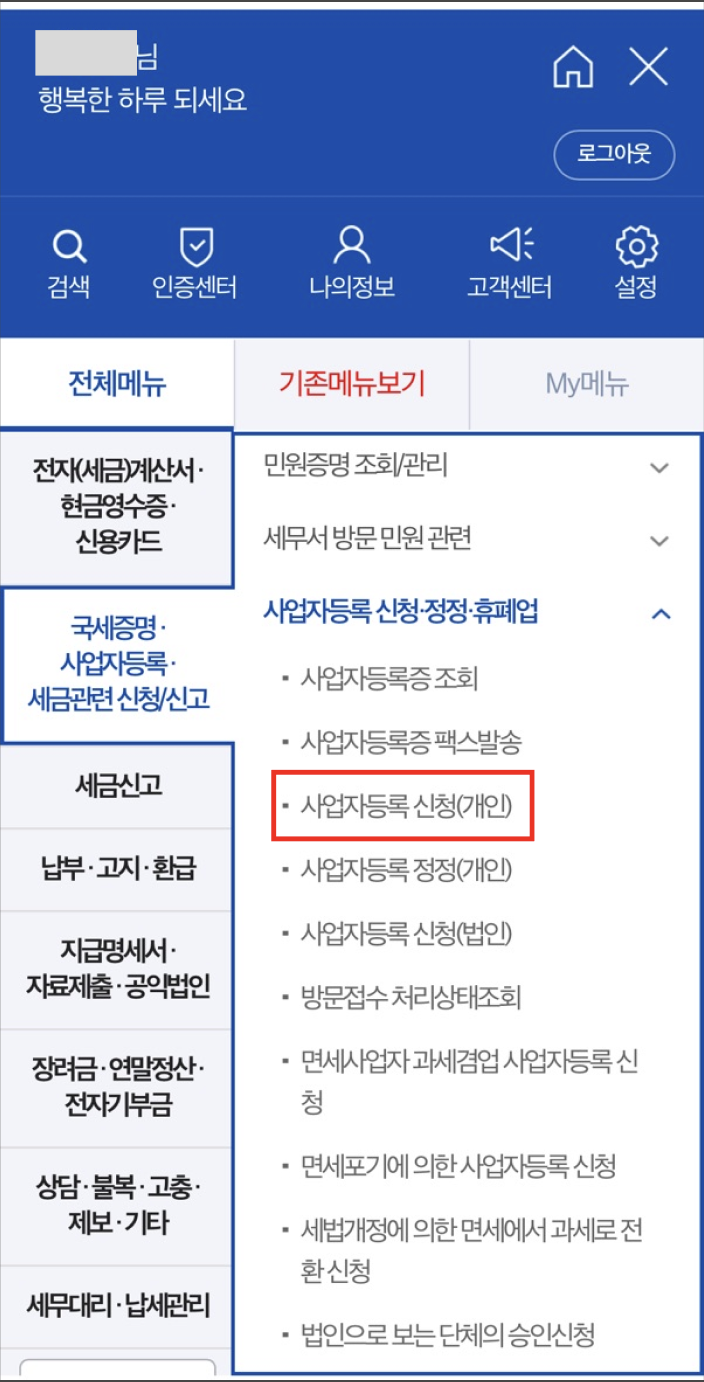 님
행복한 하루 되세요
로그아웃
검색
인증센터
나의정보
고객센터
설정
전체메뉴
기존메뉴보기
My메뉴
전자(세금)계산서·
현금영수증·
신용카드
국세증명·
사업자등록·
세금관련 신청/신고
세금신고
납부·고지·환급
지급명세서·
자료제출·공익법인
장려금·연말정산·
전자기부금
상담·불복·고충·
제보·기타
세무대리·납세관리
민원증명 조회/관리
세무서 방문 민원 관련
사업자등록 신청·정정·휴폐업
▪ 사업자등록증 조회
▪ 사업자등록증 팩스발송
▪ 사업자등록 신청(개인)
▪ 사업자등록 정정(개인)
▪ 사업자등록 신청(법인)
▪ 방문접수 처리상태조회
▪ 면세사업자 과세겸업 사업자등록 신
청
▪ 면세포기에 의한 사업자등록 신청
▪ 세법개정에 의한 면세에서 과세로 전
환 신청
▪ 법인으로 보는 단체의 승인신청